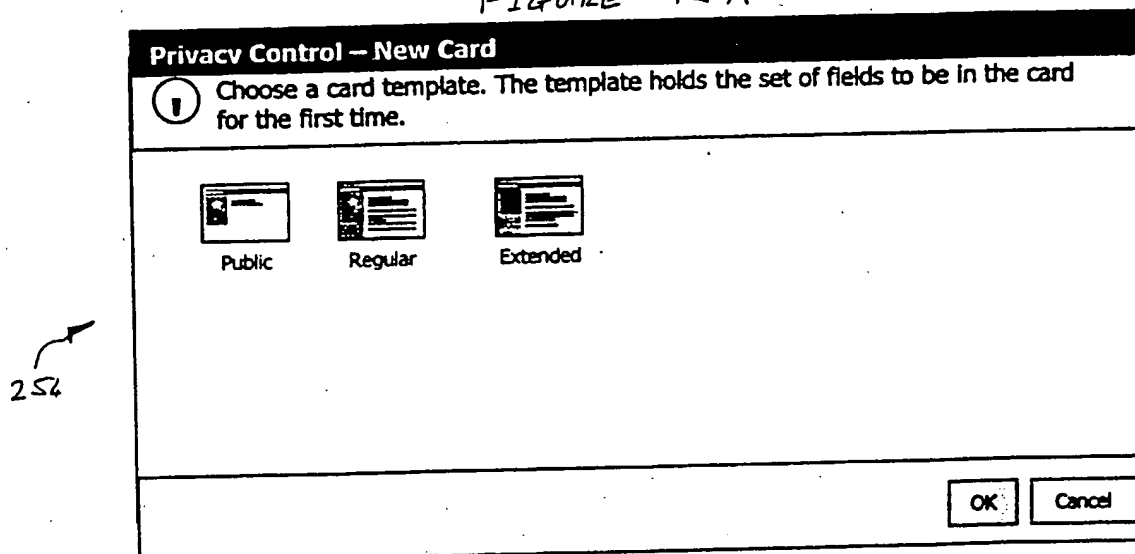 FIGURE
Privacy Control – New Card
Choose a card template. The template holds the set of fields to be in the card
for the first time.
Public Regular Extended
254
OK Cancel